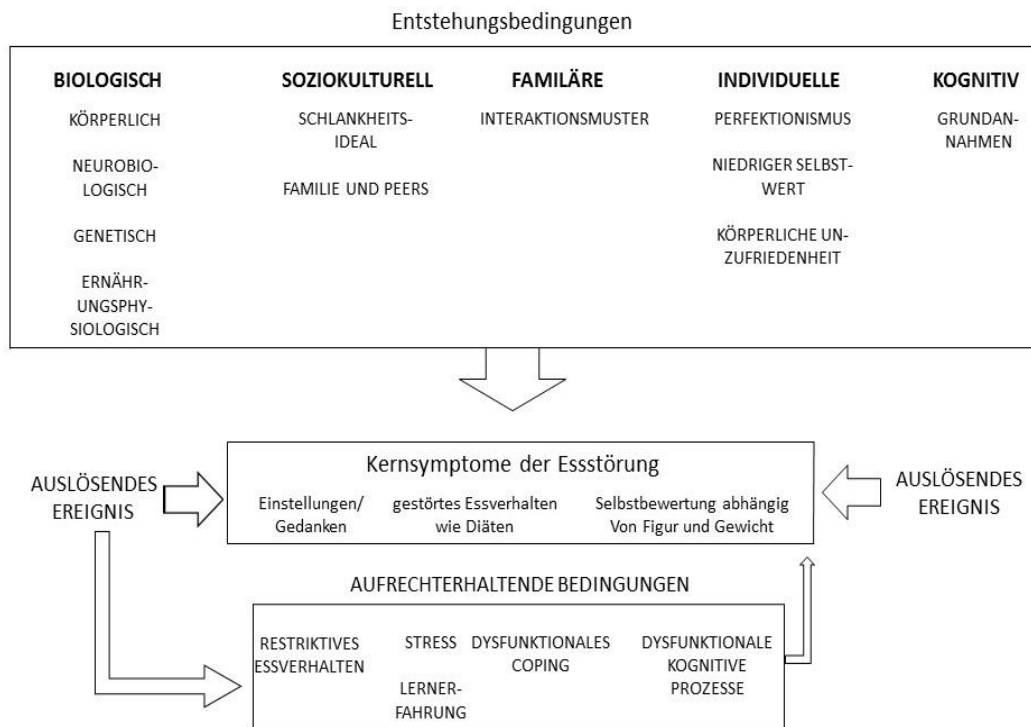 Entstehungsbedingungen
BIOLOGISCH
KÖRPERLICH
NEUROBIO-
LOGISCH
GENETISCH
ERNÄHR-
UNGSPHY-
SIOLOGISCH
SOZIOKULTURELL
SCHLANKHEITS-
IDEAL
FAMILIE UND PEERS
FAMILÄRE
INTERAKTIONSMUSTER
INDIVIDUELLE
PERFEKTIONISMUS
NIEDRIGER SELBST-
WERT
KÖRPERLICHE UN-
ZUFRIEDENHEIT
KOGNITIV
GRUNDAN-
NAHMEN
AUSLÖSENDES
EREIGNIS
Kernsymptome der Essstörung
Einstellungen/
Gedanken
gestörtes Essverhalten
wie Diäten
Selbstbewertung abhängig
Von Figur und Gewicht
AUSLÖSENDES
EREIGNIS
AUFRECHTERHALTENDE BEDINGUNGEN
RESTRIKTIVES
ESSVERHALTEN
STRESS
LERNER-
FAHRUNG
DYSFUNKTIONALES
COPING
DYSFUNKTIONALE
KOGNITIVE
PROZESSE